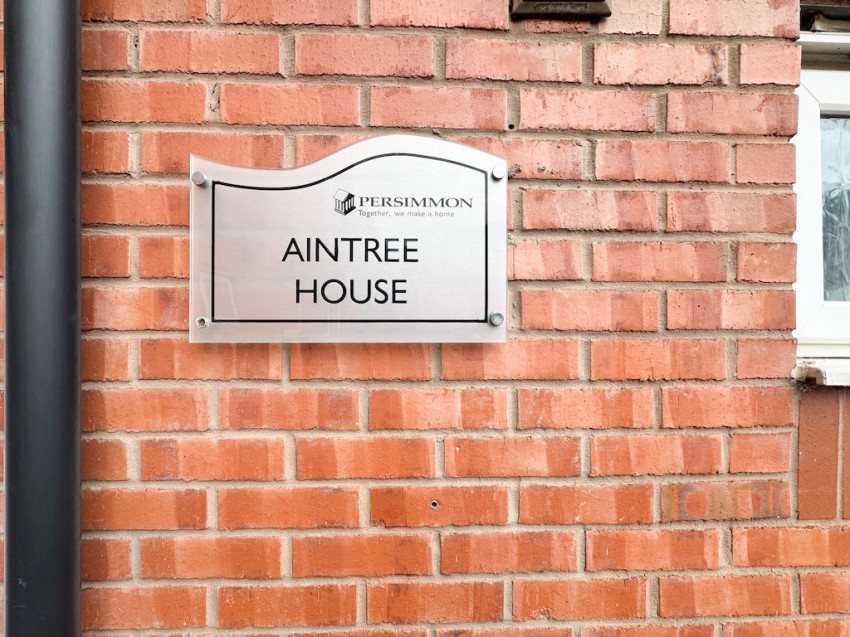 PERSIMMON
Together, we make a home
AINTREE
HOUSE